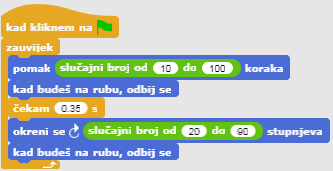 kad kliknem na
zauvijek
pomak slučajni broj od 10 do 100 koraka
kad budeš na rubu, odbij se
čekam 0.35 s
okreni se slučajni broj od 20 do 90 stupnjeva
kad budeš na rubu, odbij se